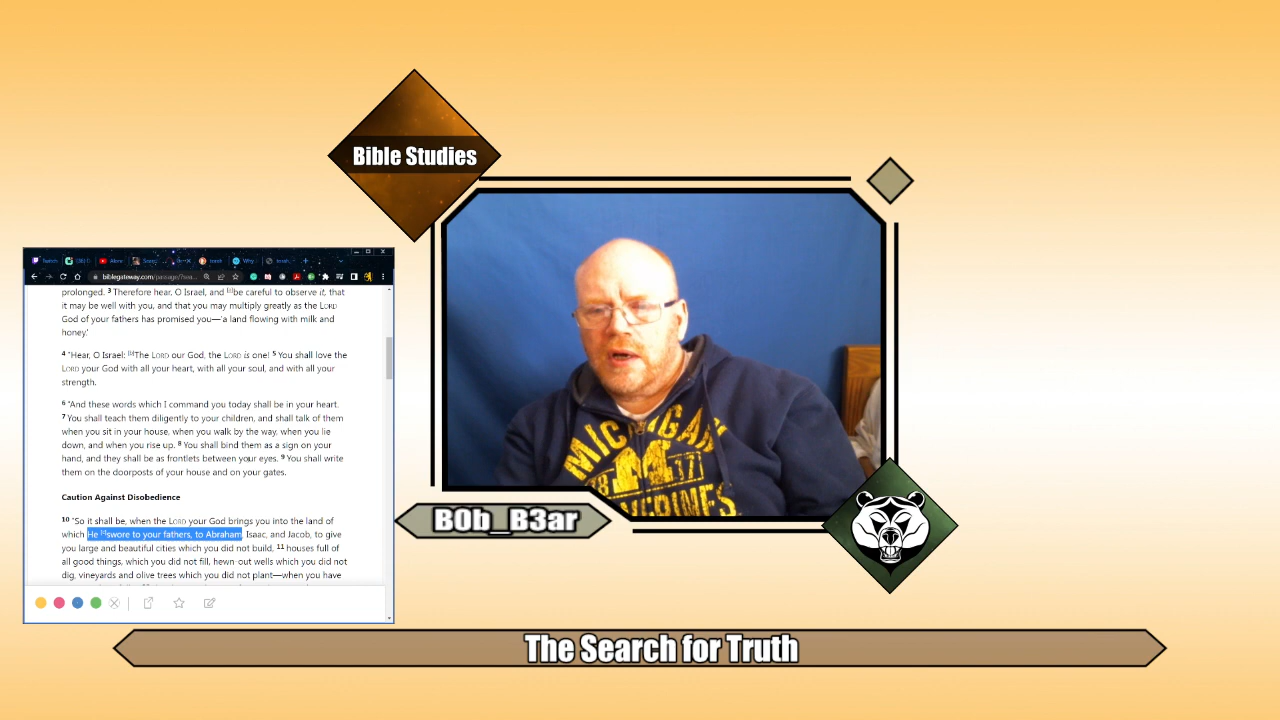 Bible Studies
Twitch
biblegateway.com/passage/?sea
prolonged. 3 Therefore hear, O Israel, and be careful to observe it, that
it may be well with you, and that you may multiply greatly as the LORD
God of your fathers has promised you—‘a land flowing with milk and
honey.’
4 “Hear, O Israel: The LORD our God, the LORD is one! 5 You shall love the
LORD your God with all your heart, with all your soul, and with all your
strength.
6 “And these words which I command you today shall be in your heart.
7 You shall teach them diligently to your children, and shall talk of them
when you sit in your house, when you walk by the way, when you lie
down, and when you rise up. 8 You shall bind them as a sign on your
hand, and they shall be as frontlets between your eyes. 9 You shall write
them on the doorposts of your house and on your gates.
Caution Against Disobedience
10 “So it shall be, when the LORD your God brings you into the land of
which He swore to your fathers, to Abraham, Isaac, and Jacob, to give
you large and beautiful cities which you did not build, 11 houses full of
all good things, which you did not fill, hewn-out wells which you did not
dig, vineyards and olive trees which you did not plant—when you have
MICHIGAN
M
18 17
B0b_B3ar
The Search for Truth